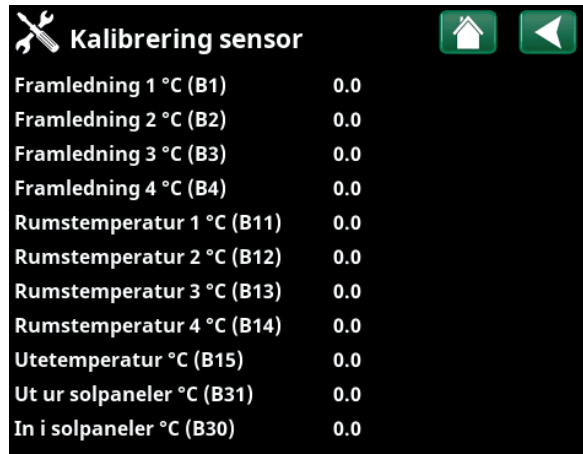 Kalibrering sensor
Framledning 1 °C (B1) 0.0
Framledning 2 °C (B2) 0.0
Framledning 3 °C (B3) 0.0
Framledning 4 °C (B4) 0.0
Rumstemperatur 1 °C (B11) 0.0
Rumstemperatur 2 °C (B12) 0.0
Rumstemperatur 3 °C (B13) 0.0
Rumstemperatur 4 °C (B14) 0.0
Utetemperatur °C (B15) 0.0
Ut ur solpaneler °C (B31) 0.0
In i solpaneler °C (B30) 0.0